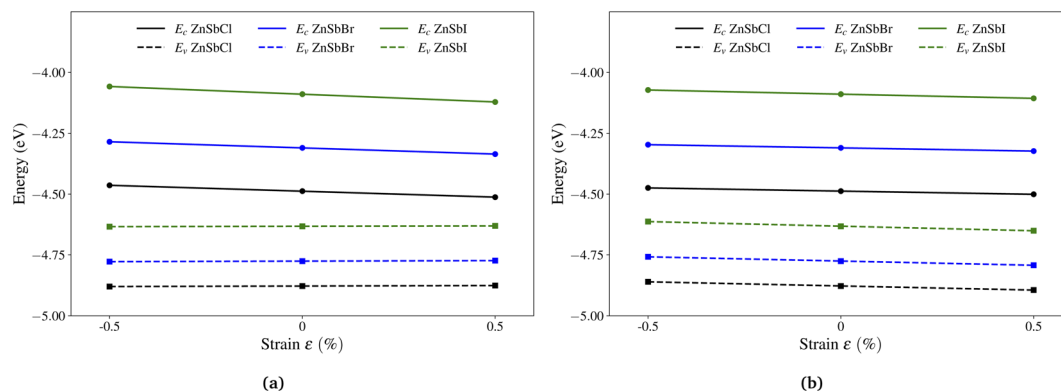 E_c ZnSbCl E_c ZnSbBr E_c ZnSbI
E_v ZnSbCl E_v ZnSbBr E_v ZnSbI
−4.00
−4.25
−4.50
−4.75
−5.00
Energy (eV)
-0.5 0 0.5
Strain ε (%)
(a)
E_c ZnSbCl E_c ZnSbBr E_c ZnSbI
E_v ZnSbCl E_v ZnSbBr E_v ZnSbI
−4.00
−4.25
−4.50
−4.75
−5.00
Energy (eV)
-0.5 0 0.5
Strain ε (%)
(b)